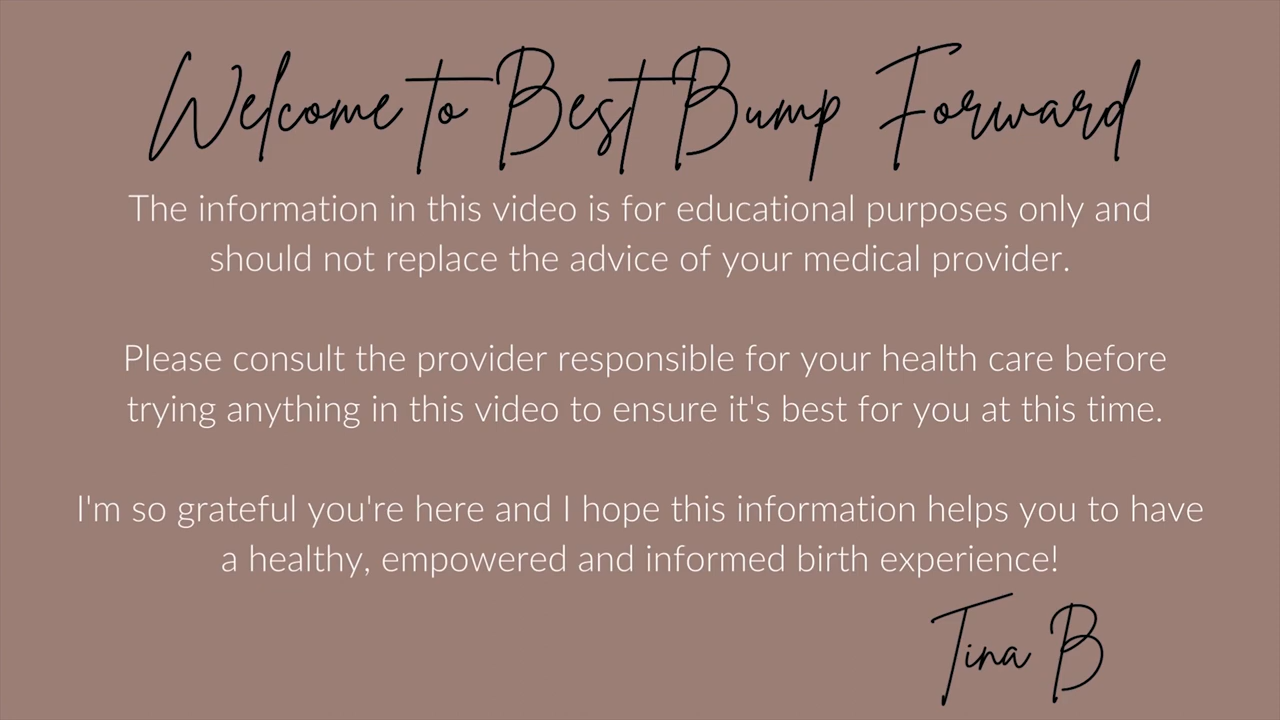 Welcome to Best Bump Forward
The information in this video is for educational purposes only and
should not replace the advice of your medical provider.
Please consult the provider responsible for your health care before
trying anything in this video to ensure it's best for you at this time.
I'm so grateful you're here and I hope this information helps you to have
a healthy, empowered and informed birth experience!
Tina B